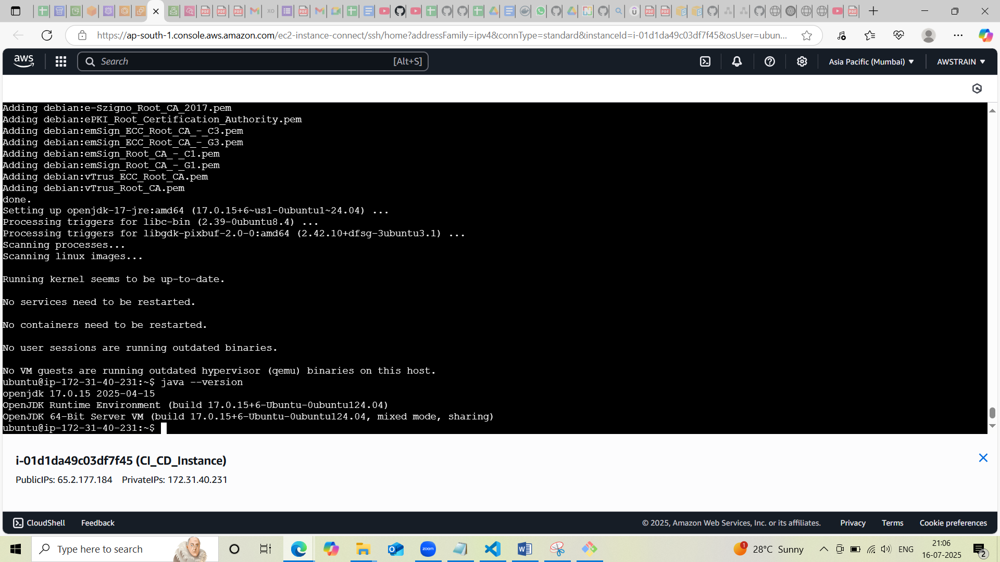 https://ap-south-1.console.aws.amazon.com/ec2-instance-connect/ssh/home?addressFamily=ipv4&connType=standard&instanceId=i-01d1da49c03df7f45&osUser=ubun...
aws
Search
[Alt+S]
Asia Pacific (Mumbai)
AWSTRAIN
Adding debian:e-Szigno_Root_CA_2017.pem
Adding debian:ePKI_Root_Certification_Authority.pem
Adding debian:emSign_ECC_Root_CA_-_C3.pem
Adding debian:emSign_ECC_Root_CA_-_G3.pem
Adding debian:emSign_Root_CA_-_C1.pem
Adding debian:emSign_Root_CA_-_G1.pem
Adding debian:vTrus_ECC_Root_CA.pem
Adding debian:vTrus_Root_CA.pem
done.
Setting up openjdk-17-jre:amd64 (17.0.15+6~us1-0ubuntu1~24.04) ...
Processing triggers for libc-bin (2.39-0ubuntu8.4) ...
Processing triggers for libgdk-pixbuf-2.0-0:amd64 (2.42.10+dfsg-3ubuntu3.1) ...
Scanning processes...
Scanning linux images...
Running kernel seems to be up-to-date.
No services need to be restarted.
No containers need to be restarted.
No user sessions are running outdated binaries.
No VM guests are running outdated hypervisor (qemu) binaries on this host.
ubuntu@ip-172-31-40-231:~$ java --version
openjdk 17.0.15 2025-04-15
OpenJDK Runtime Environment (build 17.0.15+6-Ubuntu-0ubuntu124.04)
OpenJDK 64-Bit Server VM (build 17.0.15+6-Ubuntu-0ubuntu124.04, mixed mode, sharing)
ubuntu@ip-172-31-40-231:~$
i-01d1da49c03df7f45 (CI_CD_Instance)
PublicIPs: 65.2.177.184 PrivateIPs: 172.31.40.231
CloudShell
Feedback
© 2025, Amazon Web Services, Inc. or its affiliates.
Privacy
Terms
Cookie preferences
Type here to search
zoom
1
28°C Sunny
ENG
21:06
16-07-2025
2